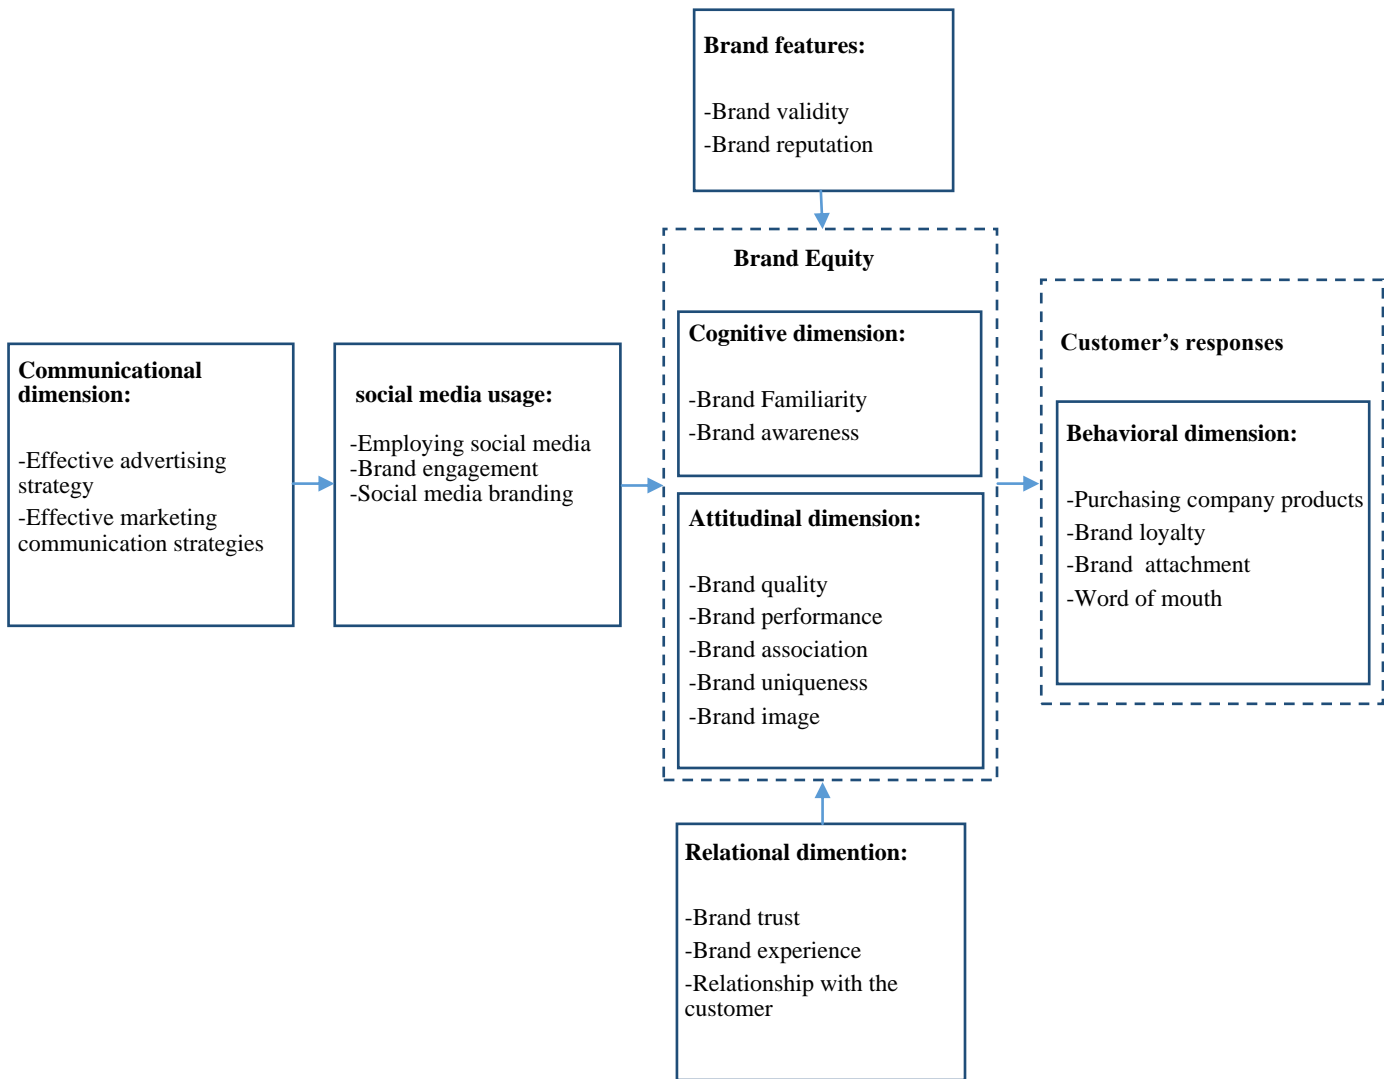 Brand features:
-Brand validity
-Brand reputation
Communicational
dimension:
-Effective advertising
strategy
-Effective marketing
communication strategies
social media usage:
-Employing social media
-Brand engagement
-Social media branding
Brand Equity
Cognitive dimension:
-Brand Familiarity
-Brand awareness
Attitudinal dimension:
-Brand quality
-Brand performance
-Brand association
-Brand uniqueness
-Brand image
Relational dimention:
-Brand trust
-Brand experience
-Relationship with the
customer
Customer’s responses
Behavioral dimension:
-Purchasing company products
-Brand loyalty
-Brand  attachment
-Word of mouth